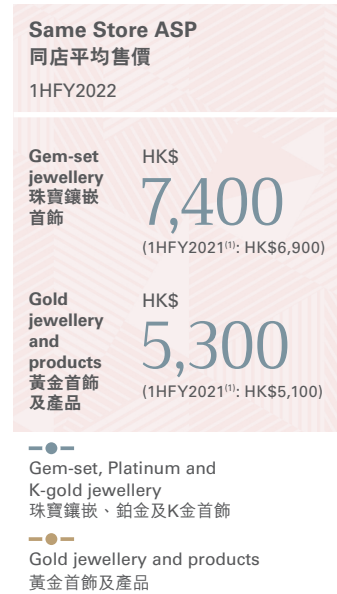 Same Store ASP
同店平均售價
1HFY2022
Gem-set
jewellery
珠寶鑲嵌
首飾
HK$
7,400
(1HFY2021(1): HK$6,900)
Gold
jewellery
and
products
黃金首飾
及產品
HK$
5,300
(1HFY2021(1): HK$5,100)
Gem-set, Platinum and
K-gold jewellery
珠寶鑲嵌、鉑金及K金首飾
Gold jewellery and products
黃金首飾及產品